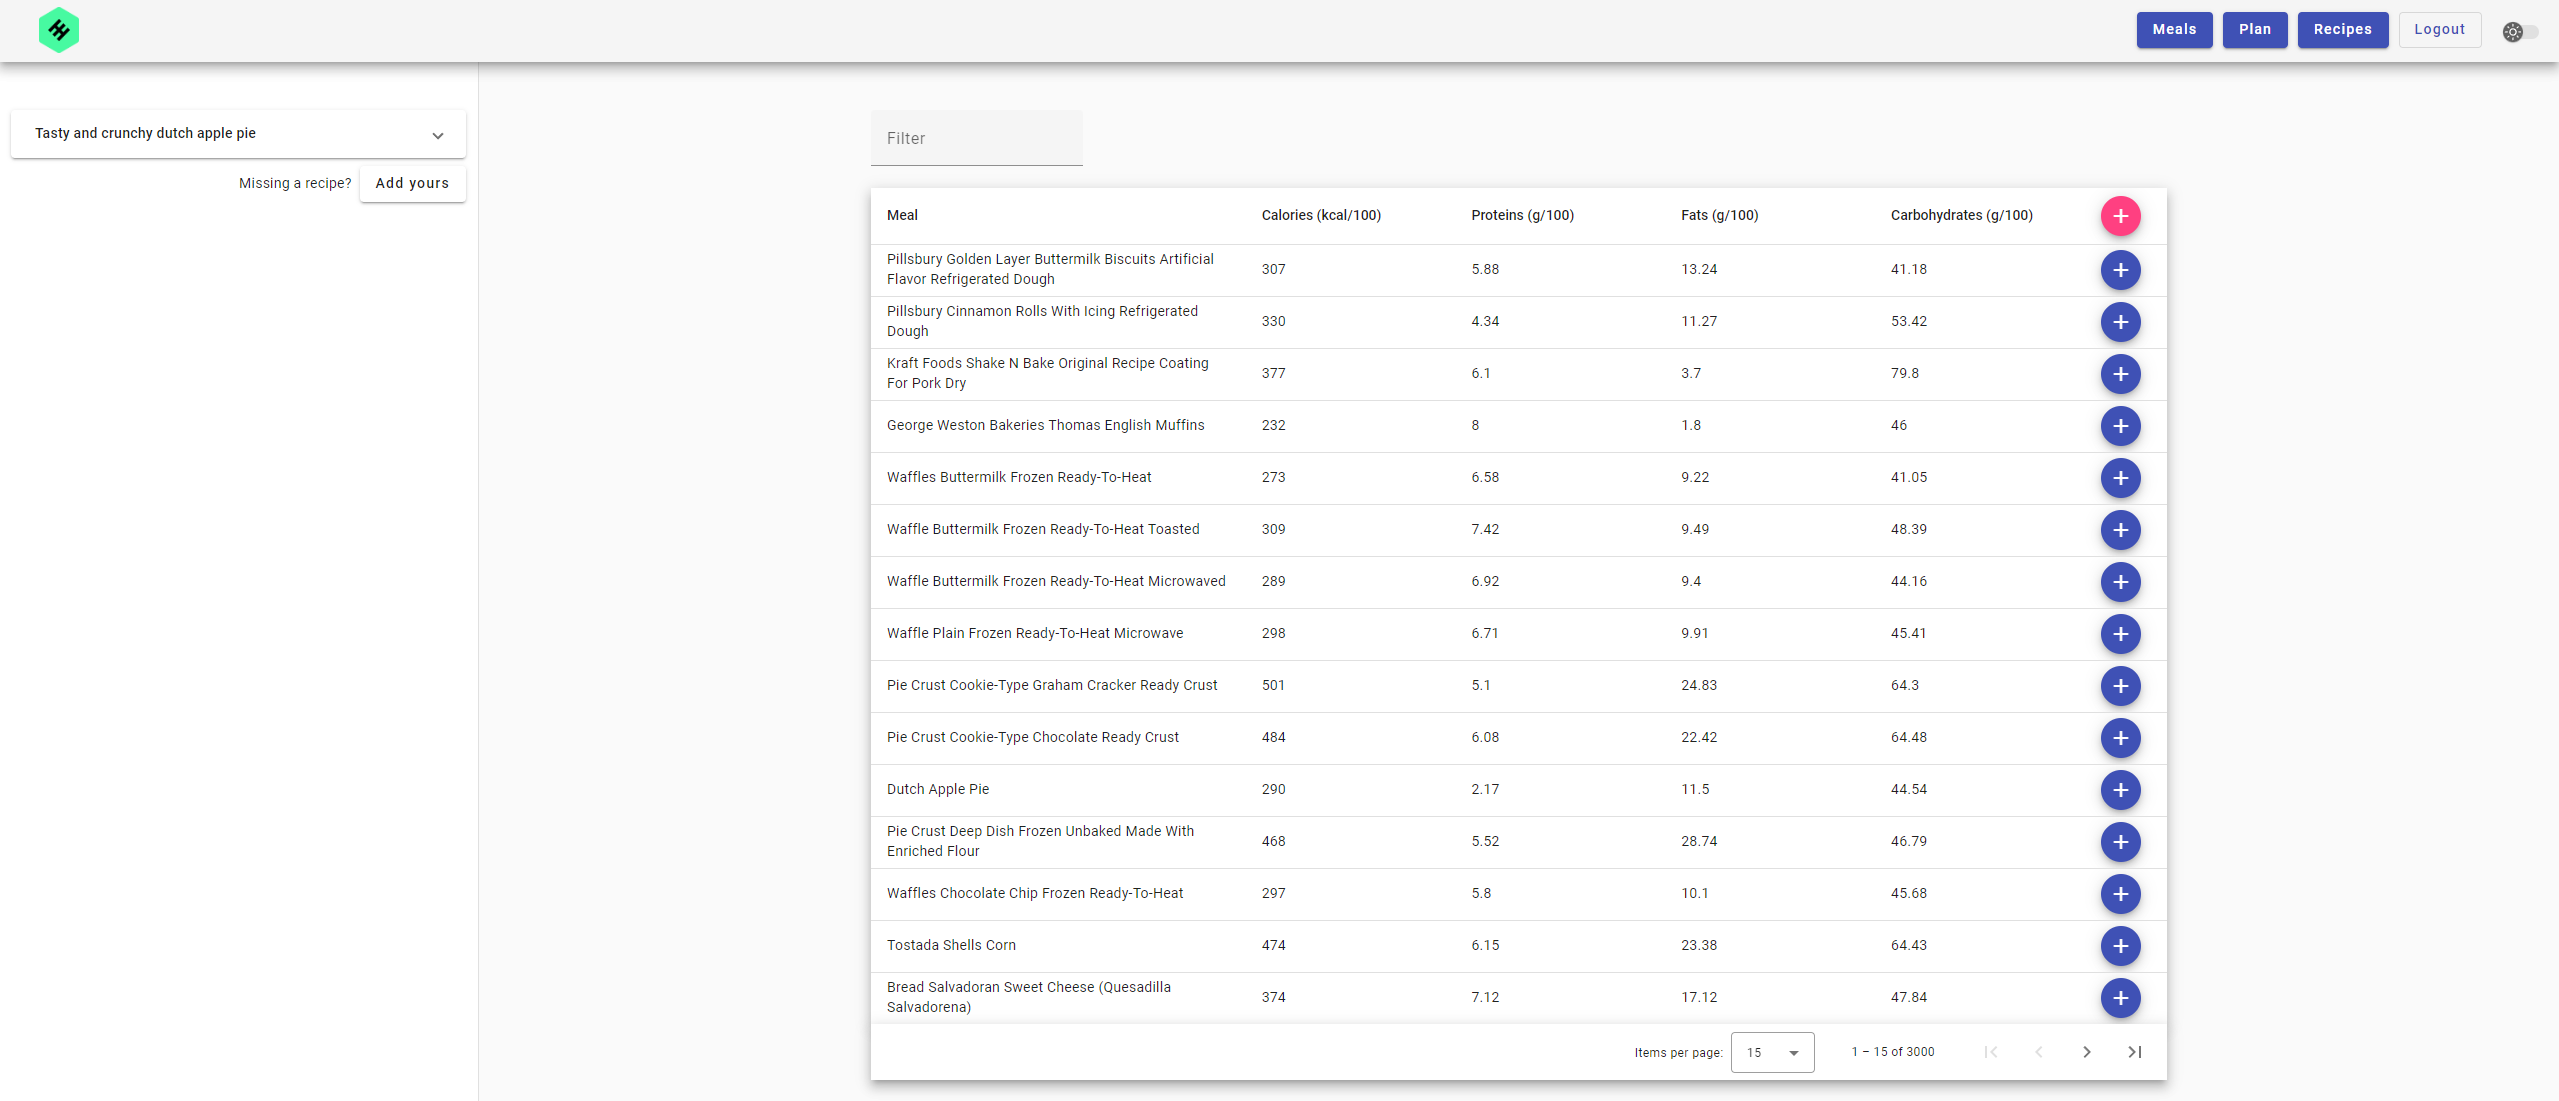 Meals Plan Recipes Logout
Tasty and crunchy dutch apple pie
Missing a recipe? Add yours
Filter
Meal Calories (kcal/100) Proteins (g/100) Fats (g/100) Carbohydrates (g/100)
Pillsbury Golden Layer Buttermilk Biscuits Artificial
Flavor Refrigerated Dough
307 5.88 13.24 41.18
Pillsbury Cinnamon Rolls With Icing Refrigerated
Dough
330 4.34 11.27 53.42
Kraft Foods Shake N Bake Original Recipe Coating
For Pork Dry
377 6.1 3.7 79.8
George Weston Bakeries Thomas English Muffins 232 8 1.8 46
Waffles Buttermilk Frozen Ready-To-Heat 273 6.58 9.22 41.05
Waffle Buttermilk Frozen Ready-To-Heat Toasted 309 7.42 9.49 48.39
Waffle Buttermilk Frozen Ready-To-Heat Microwaved 289 6.92 9.4 44.16
Waffle Plain Frozen Ready-To-Heat Microwave 298 6.71 9.91 45.41
Pie Crust Cookie-Type Graham Cracker Ready Crust 501 5.1 24.83 64.3
Pie Crust Cookie-Type Chocolate Ready Crust 484 6.08 22.42 64.48
Dutch Apple Pie 290 2.17 11.5 44.54
Pie Crust Deep Dish Frozen Unbaked Made With
Enriched Flour
468 5.52 28.74 46.79
Waffles Chocolate Chip Frozen Ready-To-Heat 297 5.8 10.1 45.68
Tostada Shells Corn 474 6.15 23.38 64.43
Bread Salvadoran Sweet Cheese (Quesadilla
Salvadorena)
374 7.12 17.12 47.84
Items per page: 15 1 – 15 of 3000